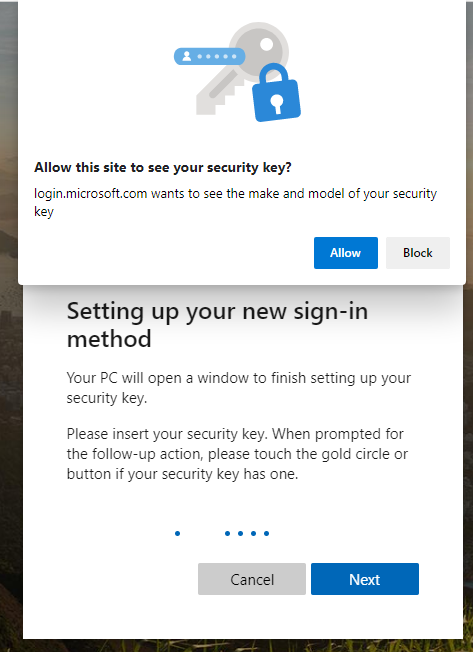 Allow this site to see your security key?
login.microsoft.com wants to see the make and model of your security
key
Allow
Block
Setting up your new sign-in
method
Your PC will open a window to finish setting up your
security key.
Please insert your security key. When prompted for
the follow-up action, please touch the gold circle or
button if your security key has one.
Cancel
Next